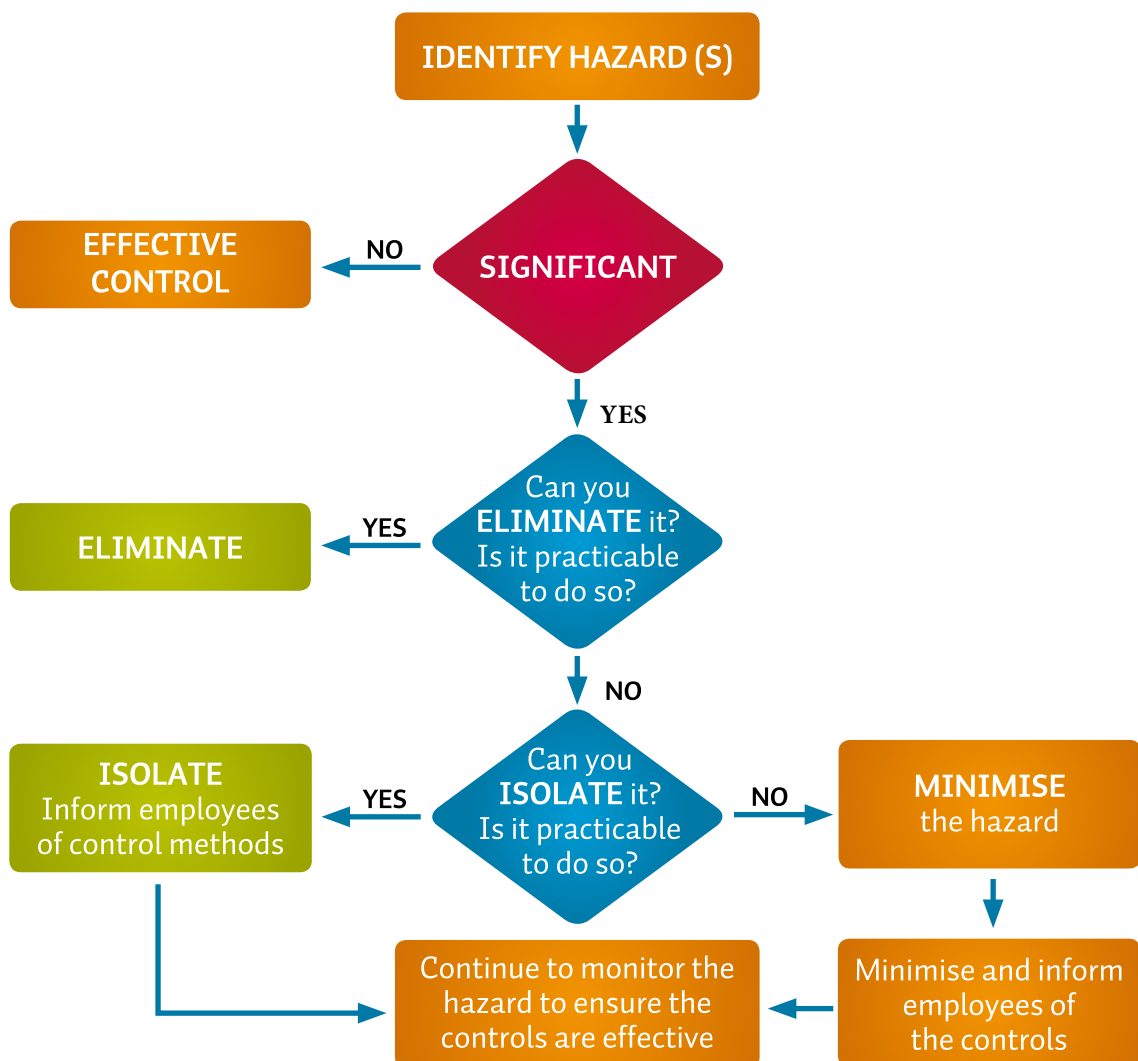 IDENTIFY HAZARD (S)
SIGNIFICANT
NO
EFFECTIVE
CONTROL
YES
Can you
ELIMINATE it?
Is it practicable
to do so?
YES
ELIMINATE
NO
Can you
ISOLATE it?
Is it practicable
to do so?
YES
ISOLATE
Inform employees
of control methods
NO
MINIMISE
the hazard
Minimise and inform
employees of
the controls
Continue to monitor the
hazard to ensure the
controls are effective